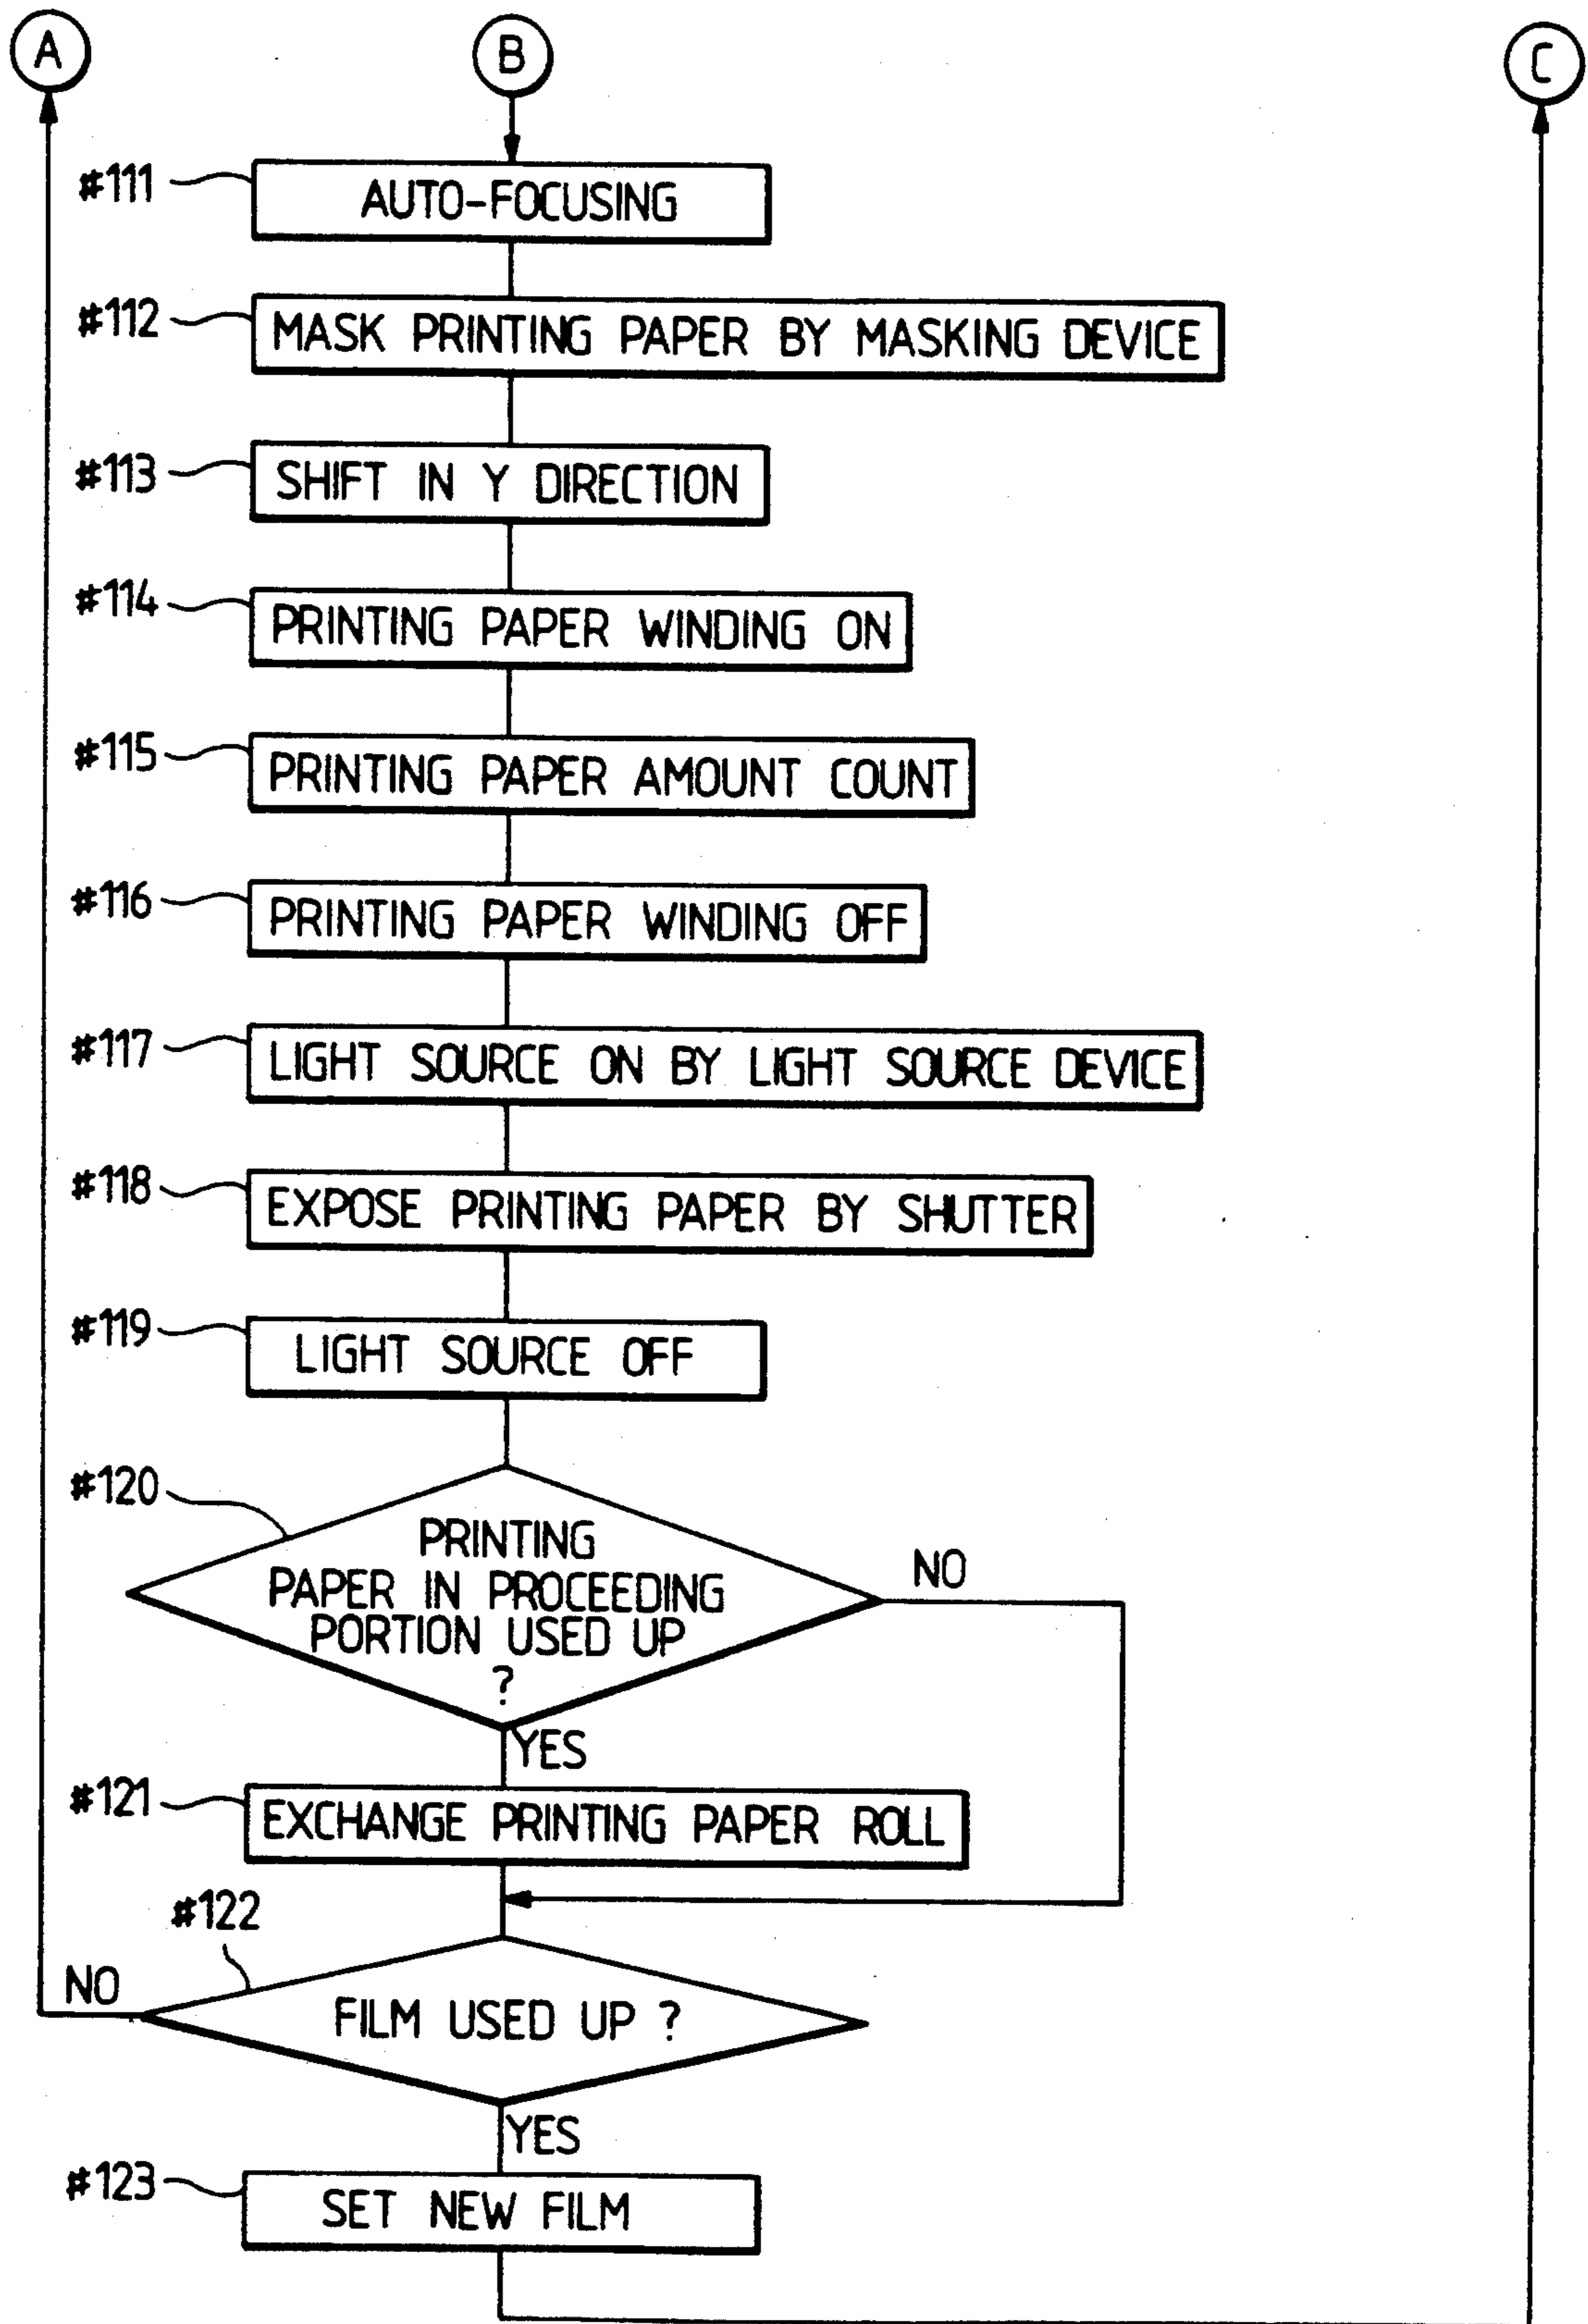 A
B
C
#111
AUTO-FOCUSING
#112
MASK PRINTING PAPER BY MASKING DEVICE
#113
SHIFT IN Y DIRECTION
#114
PRINTING PAPER WINDING ON
#115
PRINTING PAPER AMOUNT COUNT
#116
PRINTING PAPER WINDING OFF
#117
LIGHT SOURCE ON BY LIGHT SOURCE DEVICE
#118
EXPOSE PRINTING PAPER BY SHUTTER
#119
LIGHT SOURCE OFF
#120
PRINTING
PAPER IN PROCEEDING
PORTION USED UP
?
NO
YES
#121
EXCHANGE PRINTING PAPER ROLL
#122
NO
FILM USED UP ?
YES
#123
SET NEW FILM